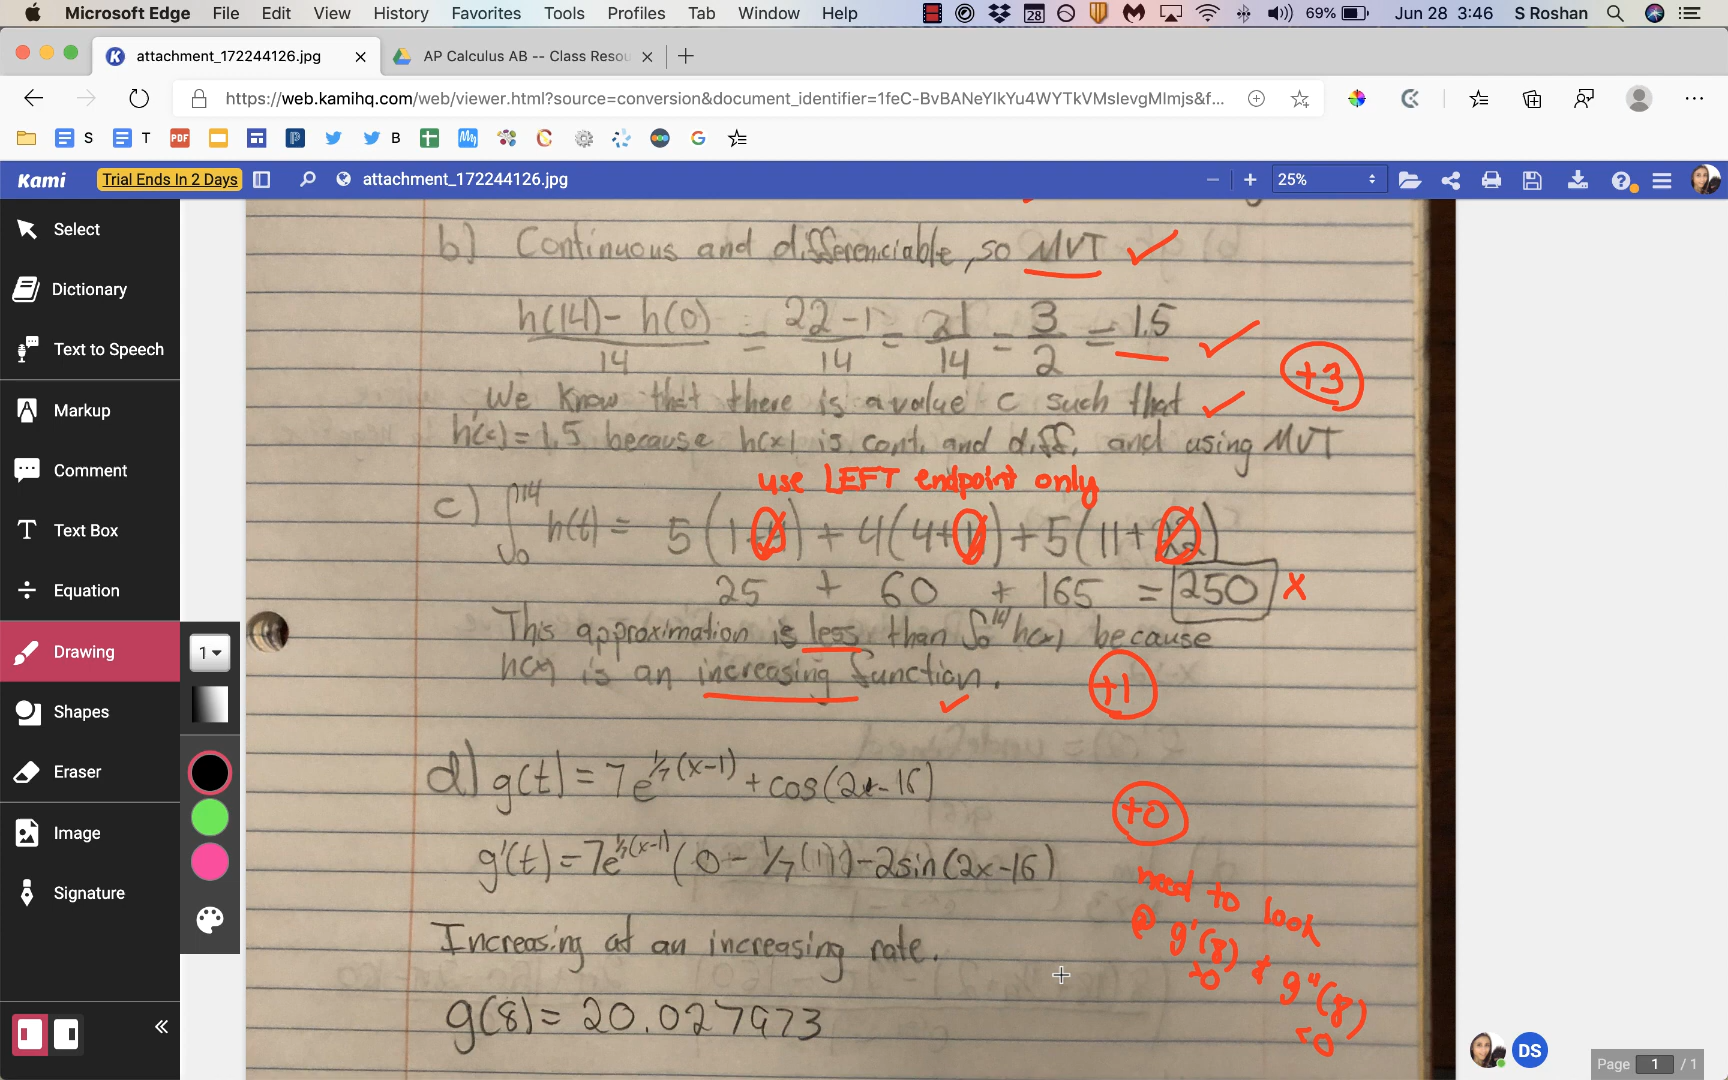 Microsoft Edge File Edit View History Favorites Tools Profiles Tab Window Help 28 69% Jun 28 3:46 S Roshan
attachment_172244126.jpg AP Calculus AB -- Class Resou
https://web.kamihq.com/web/viewer.html?source=conversion&document_identifier=1feC-BvBANeYlkYu4WYTkVMslevgMlmjs&f...
S T PDF P B My G
Kami Trial Ends In 2 Days attachment_172244126.jpg 25%
Select
Dictionary
Text to Speech
Markup
Comment
Text Box
Equation
Drawing
1
Shapes
Eraser
Image
Signature
b) Continuous and differenciable, so MVT ✓
h(14) - h(0) / 14 = 22-1 / 14 = 21 / 14 = 3 / 2 = 1.5 ✓
+3
We know that there is a value c such that ✓
h(c) = 1.5 because h(x) is cont. and diff. and using MVT
use LEFT endpoint only
c) ∫₀¹⁴ h(t) = 5(1+4) + 4(4+11) + 5(11+22)
25 + 60 + 165 = 250 X
This approximation is less than ∫₀¹⁴ h(x) because
h(x) is an increasing function. ✓
+1
d) g(t) = 7e^1/7(x-1) + cos(2x-16)
+0
g'(t) = 7e^1/7(x-1) (0 - 1/7(1)) - 2sin(2x-16)
need to look
@ g'(8) & g"(8)
>0 <0
Increasing at an increasing rate.
g(8) = 20.027973
DS
Page 1 / 1